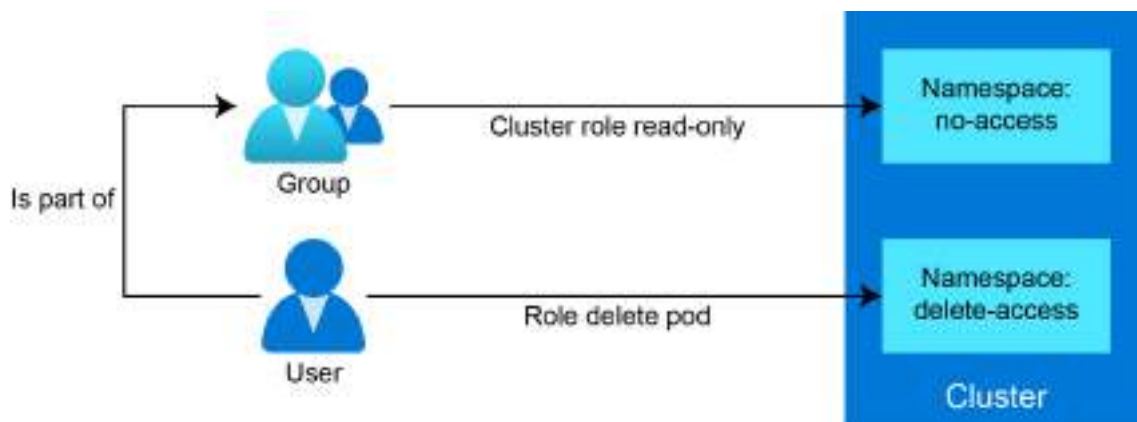 Namespace:
no-access
Cluster role read-only
Group
Is part of
Namespace:
delete-access
Role delete pod
User
Cluster